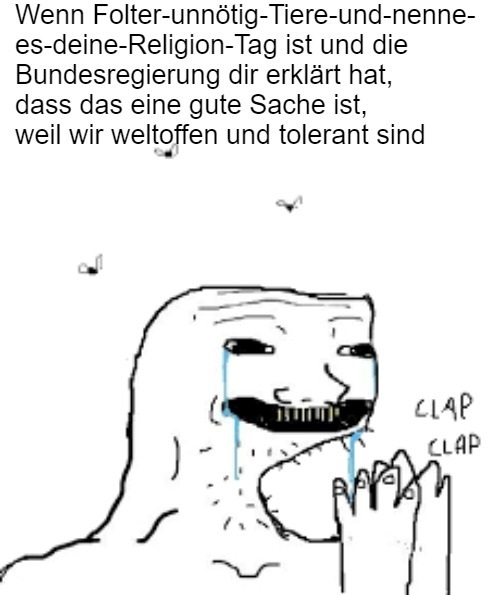 Wenn Folter-unnötig-Tiere-und-nenne-
es-deine-Religion-Tag ist und die
Bundesregierung dir erklärt hat,
dass das eine gute Sache ist,
weil wir weltoffen und tolerant sind
CLAP
CLAP